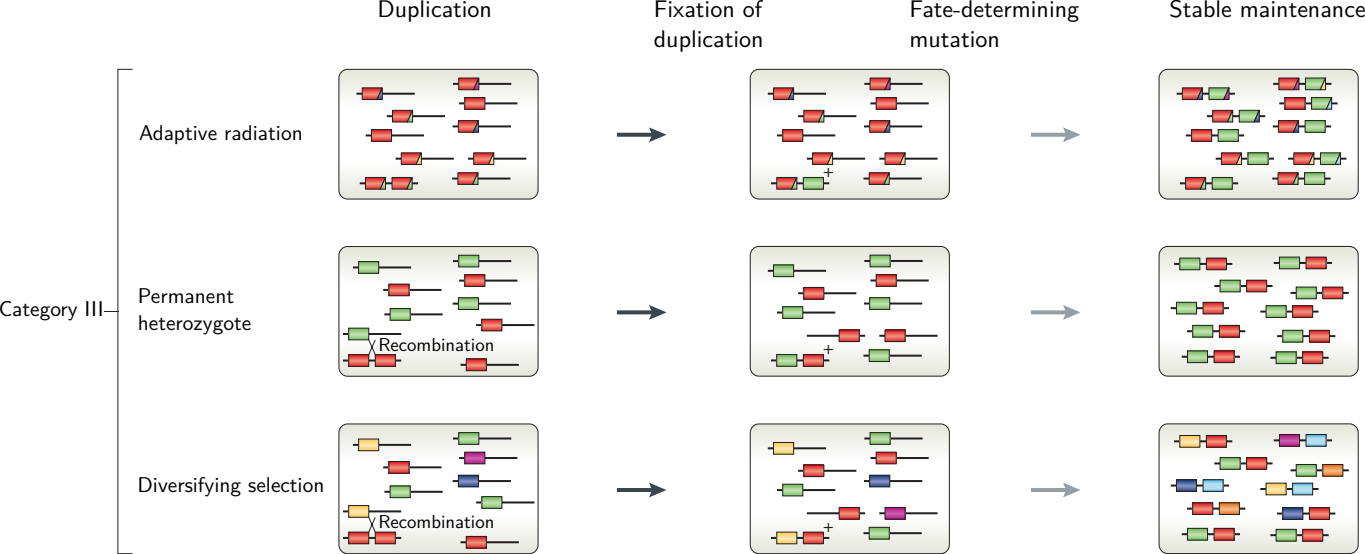 Duplication
Fixation of
duplication
Fate-determining
mutation
Stable maintenance
Adaptive radiation
+
Category III
Permanent
heterozygote
Recombination
+
Diversifying selection
Recombination
+